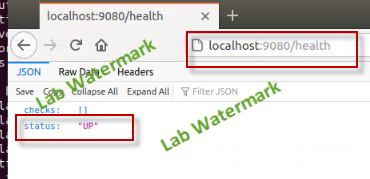 localhost:9080/health
localhost:9080/health
JSON Raw Data Headers
Save Copy Collapse All Expand All Filter JSON
checks: []
status: "UP"
Lab Watermark
Lab Watermark